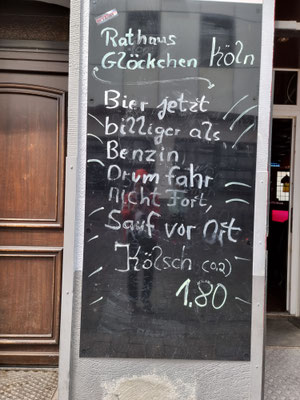 Rathaus
Glöckchen Köln
Bier jetzt
billiger als
Benzin
Drum fahr
nicht Fort,
Sauf vor Ort
Kölsch (0,2)
1.80